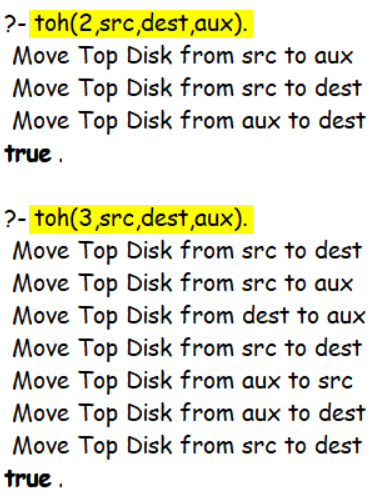 ?- toh(2,src,dest,aux).
Move Top Disk from src to aux
Move Top Disk from src to dest
Move Top Disk from aux to dest
true .
?- toh(3,src,dest,aux).
Move Top Disk from src to dest
Move Top Disk from src to aux
Move Top Disk from dest to aux
Move Top Disk from src to dest
Move Top Disk from aux to src
Move Top Disk from aux to dest
Move Top Disk from src to dest
true .